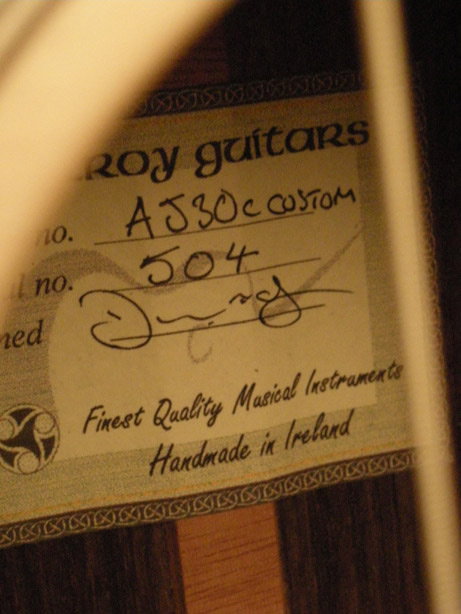 roy guitars
no. AJ30c custom
l no. 504
ned
Finest Quality Musical Instruments
Handmade in Ireland